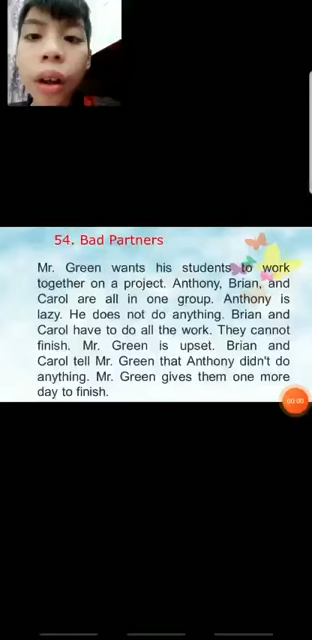 54. Bad Partners
Mr. Green wants his students to work
together on a project. Anthony, Brian, and
Carol are all in one group. Anthony is
lazy. He does not do anything. Brian and
Carol have to do all the work. They cannot
finish. Mr. Green is upset. Brian and
Carol tell Mr. Green that Anthony didn't do
anything. Mr. Green gives them one more
day to finish.
00:00